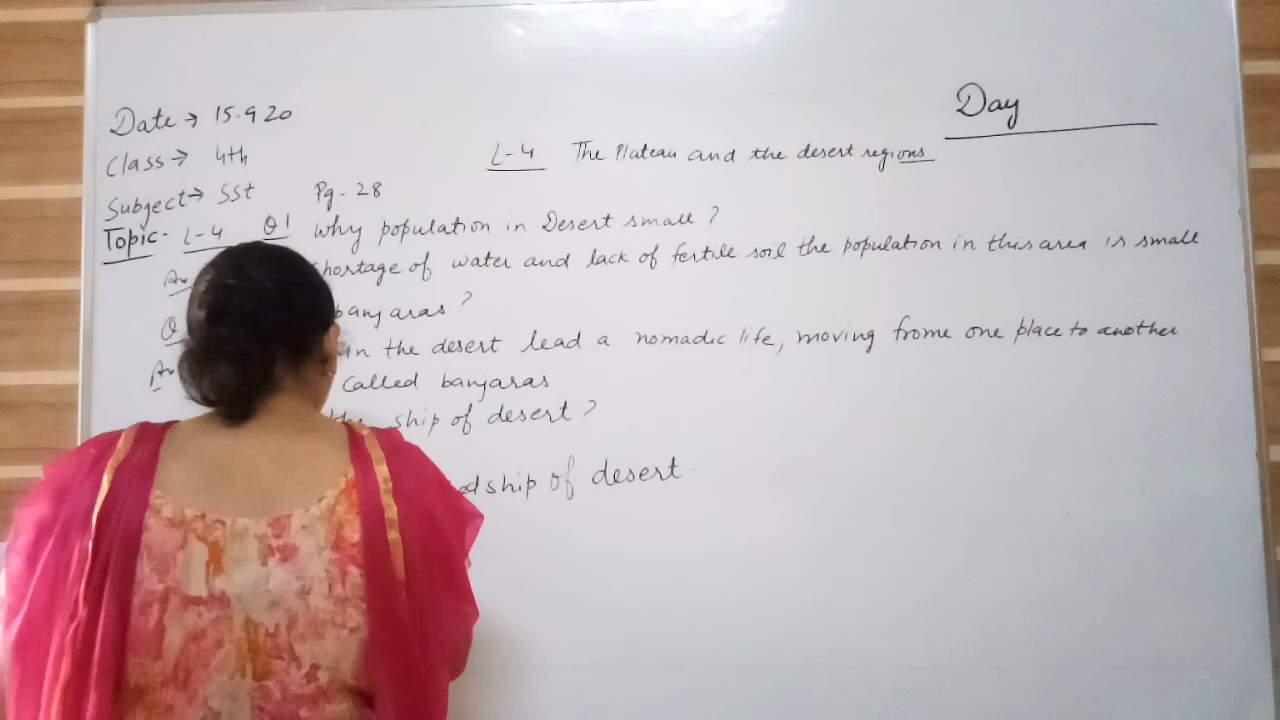 Day
Date → 15.9 20
Class → 4th
L-4 The Plateau and the desert regions
Subject → SSt Pg - 28
Topic - L-4 Q1 Why population in Desert small ?
shortage of water and lack of fertile soil the population in this area is small
Q banjaras ?
in the desert lead a nomadic life, moving frome one place to another
called banjaras
the ship of desert ?
ship of desert.